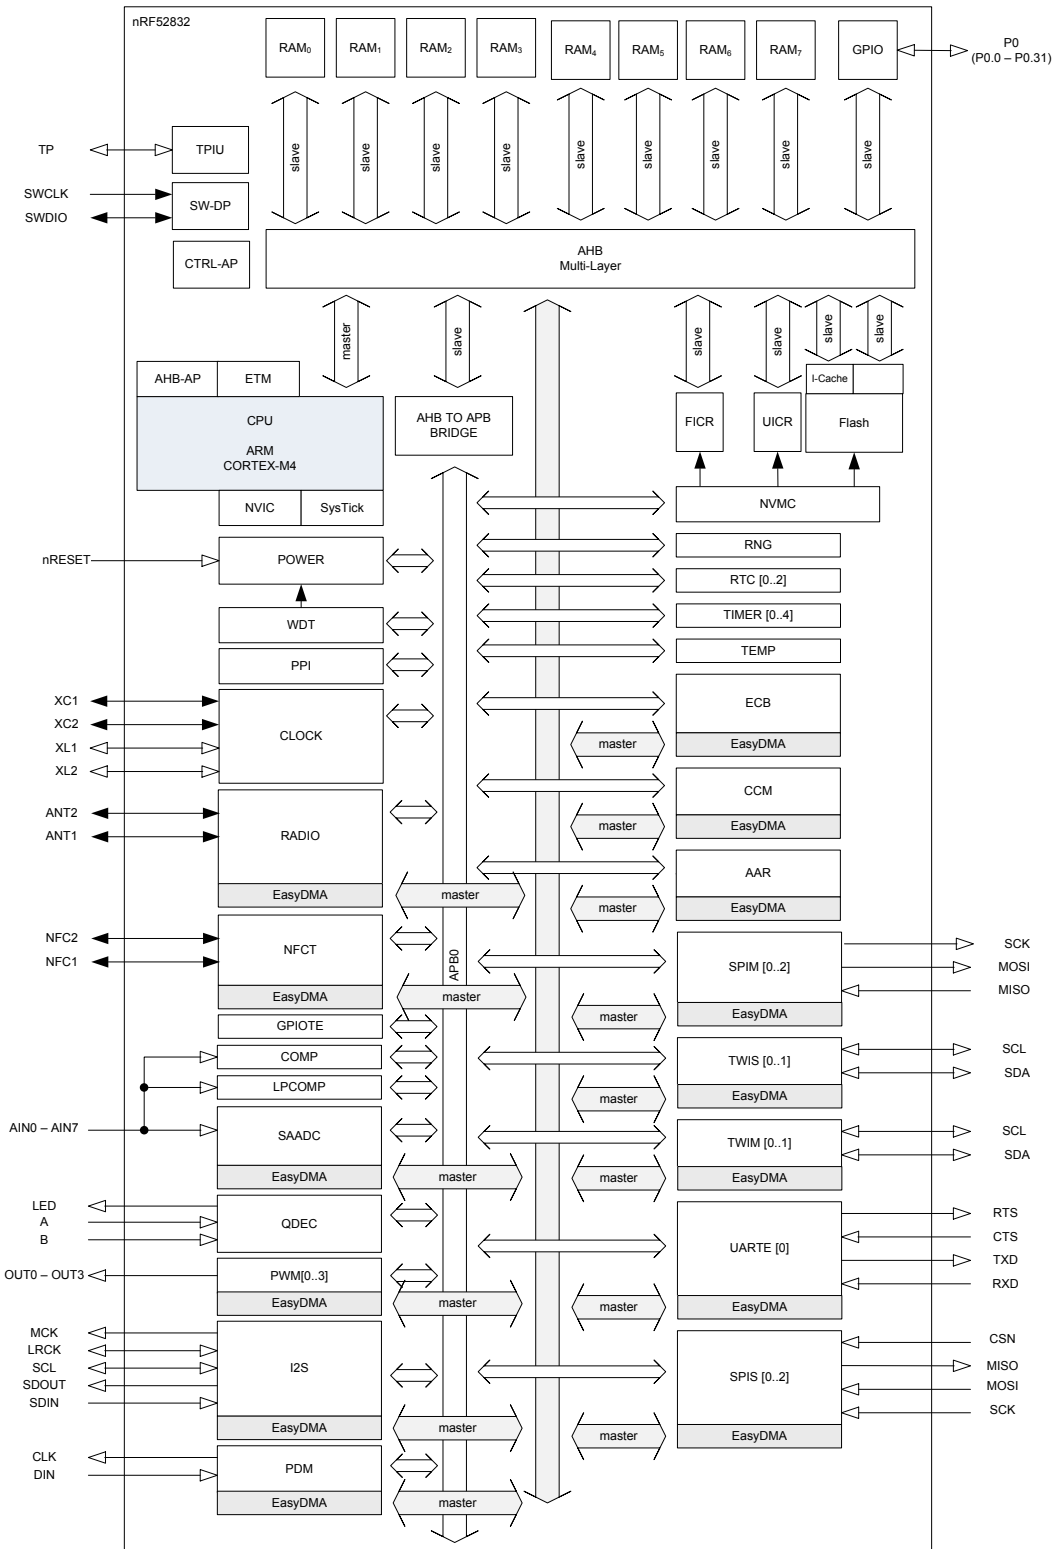 nRF52832
RAM0
RAM1
RAM2
RAM3
RAM4
RAM5
RAM6
RAM7
GPIO
P0
(P0.0 – P0.31)
slave
slave
slave
slave
slave
slave
slave
slave
slave
TP
TPIU
SWCLK
SWDIO
SW-DP
CTRL-AP
AHB
Multi-Layer
master
slave
slave
slave
slave
slave
AHB-AP
ETM
I-Cache
CPU
ARM
CORTEX-M4
AHB TO APB
BRIDGE
FICR
UICR
Flash
NVIC
SysTick
NVMC
nRESET
POWER
RNG
RTC [0..2]
WDT
TIMER [0..4]
PPI
TEMP
XC1
XC2
XL1
XL2
CLOCK
ECB
master
EasyDMA
ANT2
ANT1
RADIO
CCM
master
EasyDMA
EasyDMA
master
AAR
master
EasyDMA
NFC2
NFC1
NFCT
APB0
SPIM [0..2]
SCK
MOSI
MISO
EasyDMA
master
master
EasyDMA
GPIOTE
COMP
LPCOMP
TWIS [0..1]
SCL
SDA
master
EasyDMA
AIN0 – AIN7
SAADC
EasyDMA
master
TWIM [0..1]
SCL
SDA
master
EasyDMA
LED
A
B
QDEC
UARTE [0]
RTS
CTS
TXD
RXD
OUT0 – OUT3
PWM[0..3]
EasyDMA
master
master
EasyDMA
MCK
LRCK
SCL
SDOUT
SDIN
I2S
EasyDMA
master
SPIS [0..2]
CSN
MISO
MOSI
SCK
master
EasyDMA
CLK
DIN
PDM
EasyDMA
master